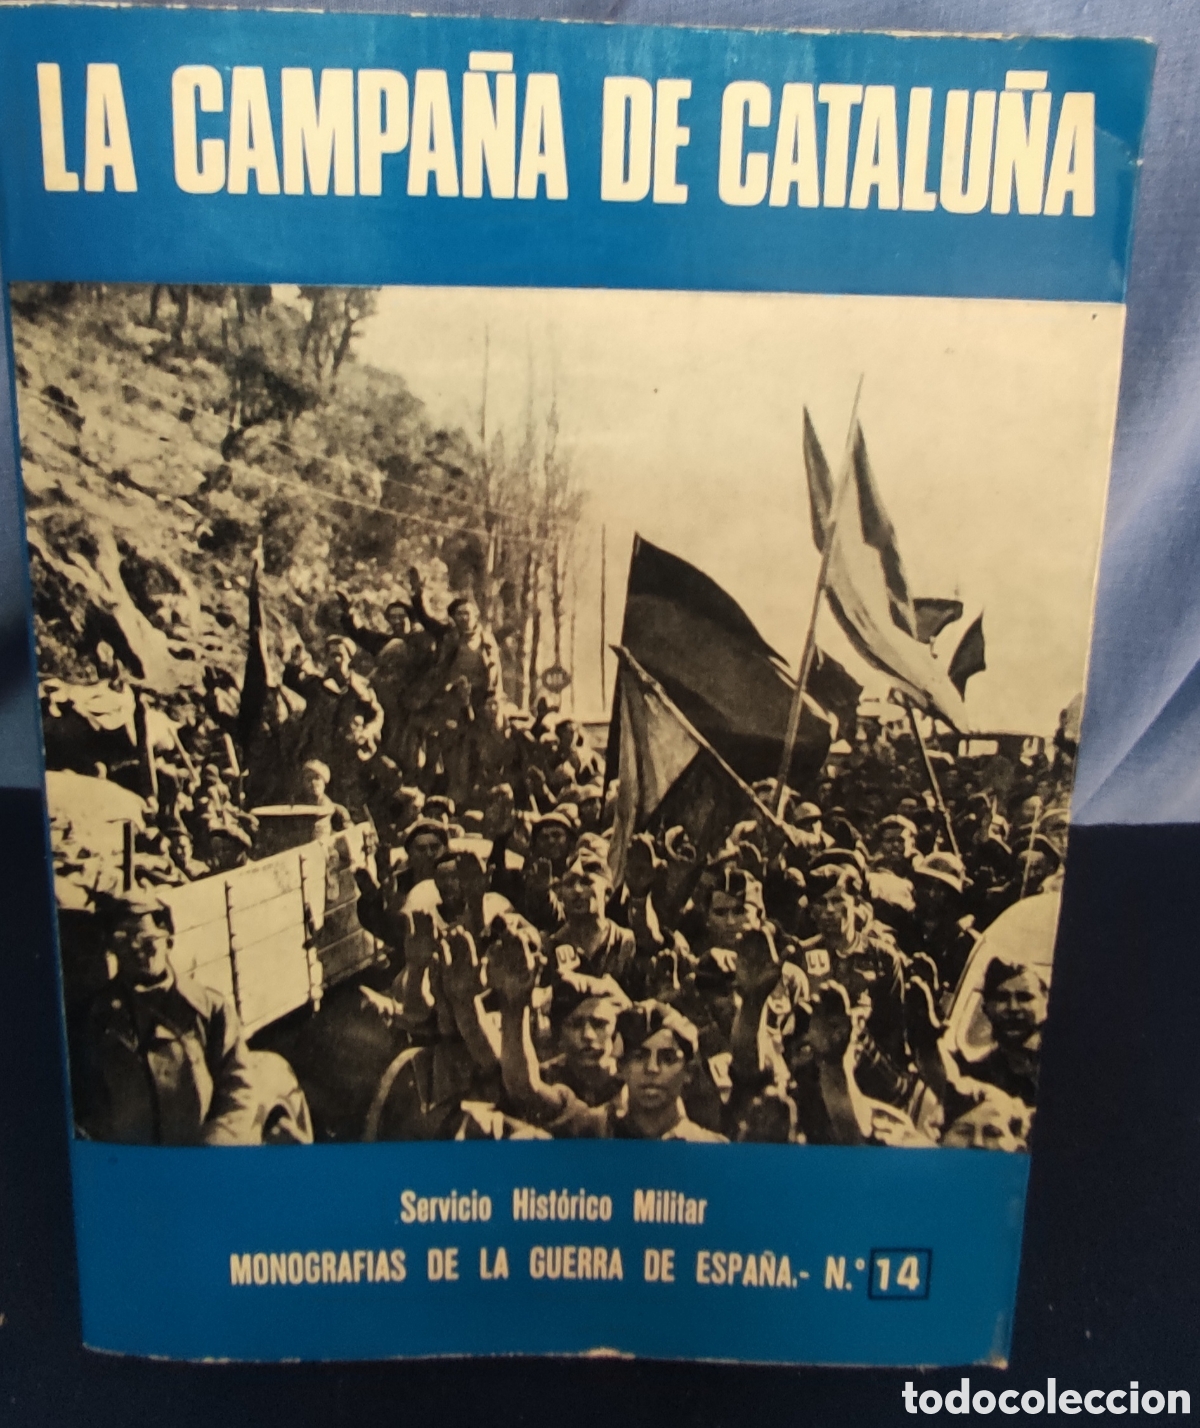 LA CAMPAÑA DE CATALUÑA
Servicio Histórico Militar
MONOGRAFIAS DE LA GUERRA DE ESPAÑA.- N.º 14
todocoleccion